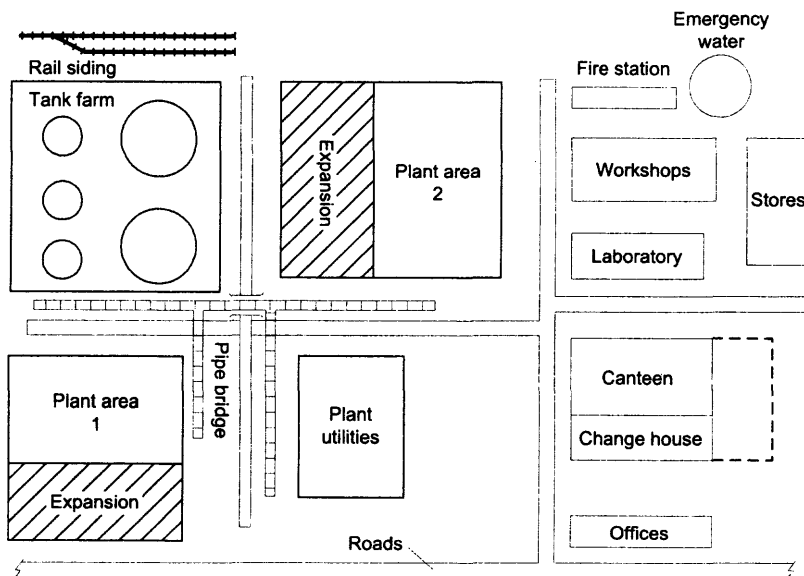 Emergency
water
Fire station
Rail siding
Tank farm
Expansion
Plant area
2
Workshops
Stores
Laboratory
Pipe bridge
Plant area
1
Plant
utilities
Canteen
Change house
Expansion
Offices
Roads